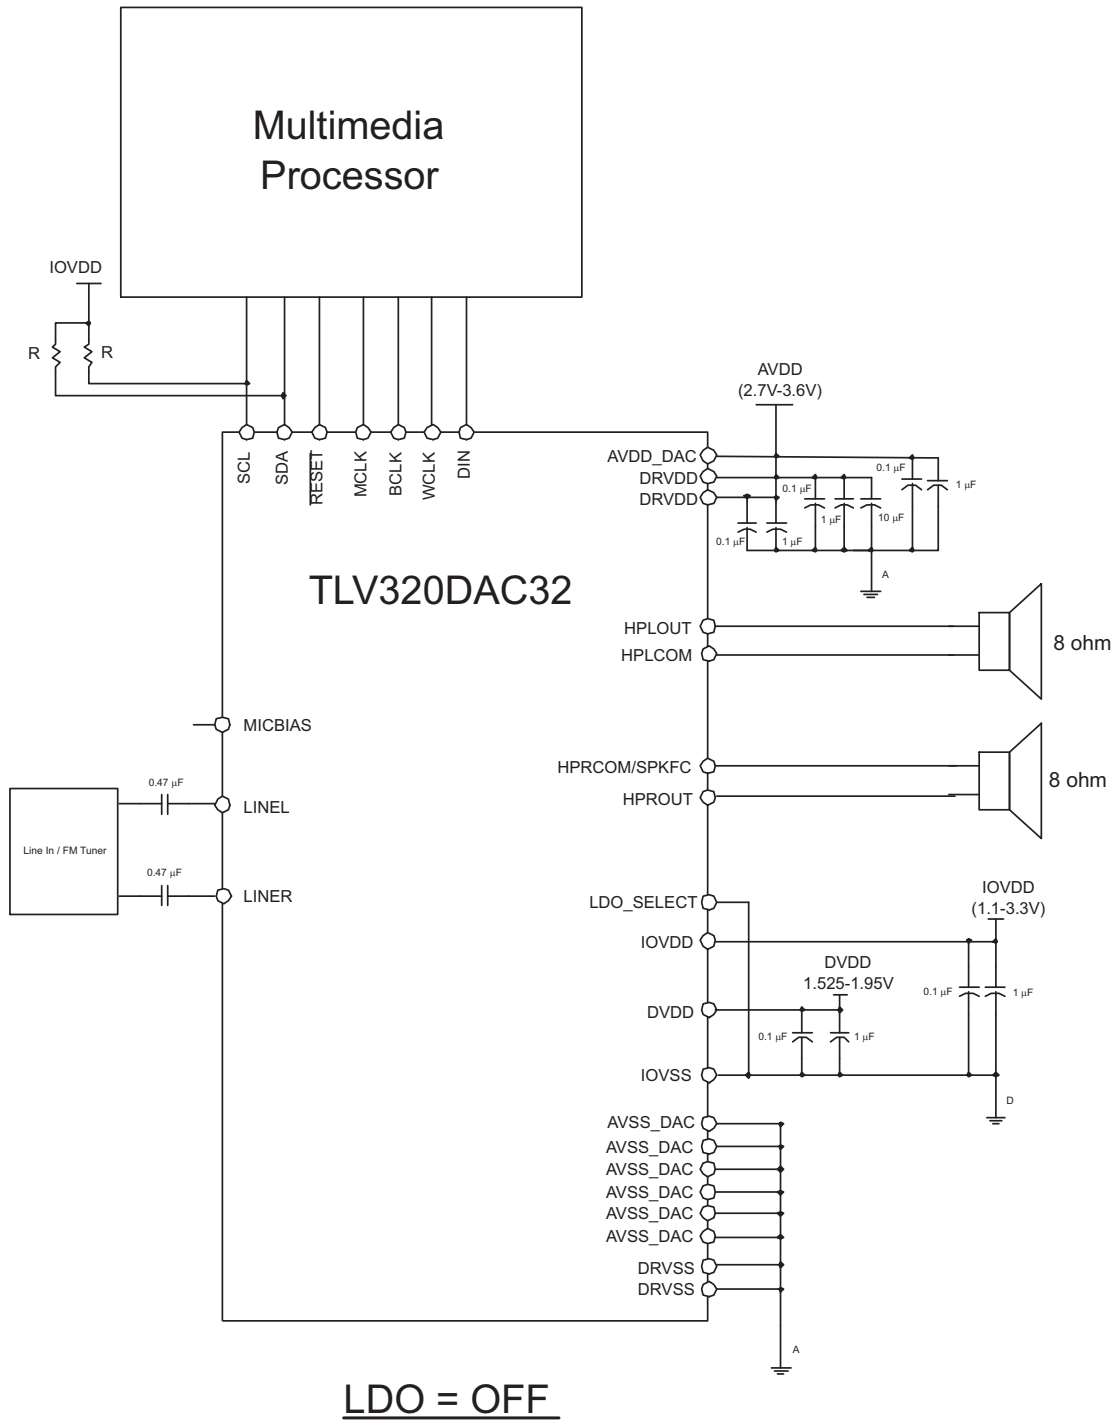 Multimedia
Processor
IOVDD
R
R
SCL
SDA
RESET
MCLK
BCLK
WCLK
DIN
AVDD
(2.7V-3.6V)
AVDD_DAC
DRVDD
DRVDD
0.1 μF
1 μF
0.1 μF
1 μF
10 μF
0.1 μF
1 μF
A
TLV320DAC32
HPLOUT
HPLCOM
8 ohm
MICBIAS
HPRCOM/SPKFC
HPROUT
8 ohm
0.47 μF
LINEL
Line In / FM Tuner
0.47 μF
LINER
LDO_SELECT
IOVDD
(1.1-3.3V)
IOVDD
DVDD
1.525-1.95V
0.1 μF
1 μF
DVDD
0.1 μF
1 μF
IOVSS
D
AVSS_DAC
AVSS_DAC
AVSS_DAC
AVSS_DAC
AVSS_DAC
AVSS_DAC
DRVSS
DRVSS
A
LDO = OFF